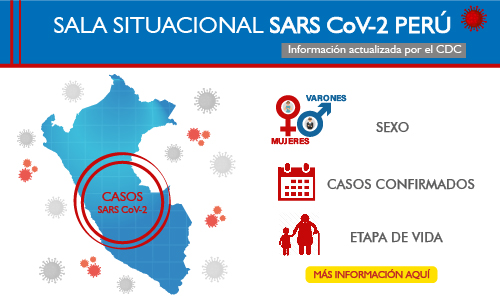 SALA SITUACIONAL SARS CoV-2 PERÚ
Información actualizada por el CDC
VARONES
MUJERES
SEXO
CASOS CONFIRMADOS
CASOS
SARS CoV-2
ETAPA DE VIDA
MÁS INFORMACIÓN AQUÍ